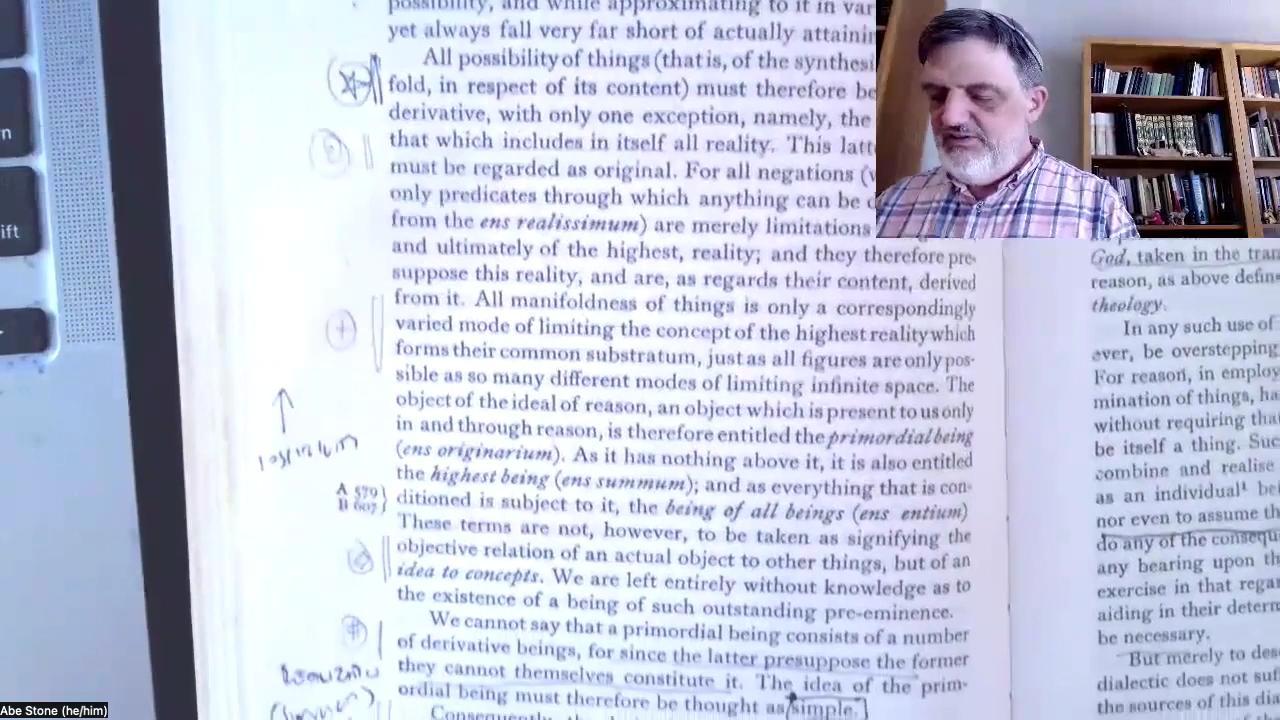 possibility, and while approximating to it in var
yet always fall very far short of actually attainin
All possibility of things (that is, of the synthesi
fold, in respect of its content) must therefore be
derivative, with only one exception, namely, the
that which includes in itself all reality. This latt
must be regarded as original. For all negations (
only predicates through which anything can be
from the ens realissimum) are merely limitations
and ultimately of the highest, reality; and they therefore pre-
suppose this reality, and are, as regards their content, derived
from it. All manifoldness of things is only a correspondingly
varied mode of limiting the concept of the highest reality which
forms their common substratum, just as all figures are only pos-
sible as so many different modes of limiting infinite space. The
object of the ideal of reason, an object which is present to us only
in and through reason, is therefore entitled the primordial being
(ens originarium). As it has nothing above it, it is also entitled
the highest being (ens summum); and as everything that is con-
A 579
B 607
ditioned is subject to it, the being of all beings (ens entium)
These terms are not, however, to be taken as signifying the
objective relation of an actual object to other things, but of an
idea to concepts. We are left entirely without knowledge as to
the existence of a being of such outstanding pre-eminence.
We cannot say that a primordial being consists of a number
of derivative beings, for since the latter presuppose the former
they cannot themselves constitute it. The idea of the prim-
ordial being must therefore be thought as simple.
God, taken in the tran
reason, as above defin
theology.
In any such use of
ever, be overstepping
For reason, in employ
mination of things, ha
without requiring tha
be itself a thing. Suc
combine and realise
as an individual¹ bei
nor even to assume th
do any of the consequ
any bearing upon th
exercise in that regar
aiding in their determ
be necessary.
But merely to des
dialectic does not suf
the sources of this dia
ift
Abe Stone (he/him)